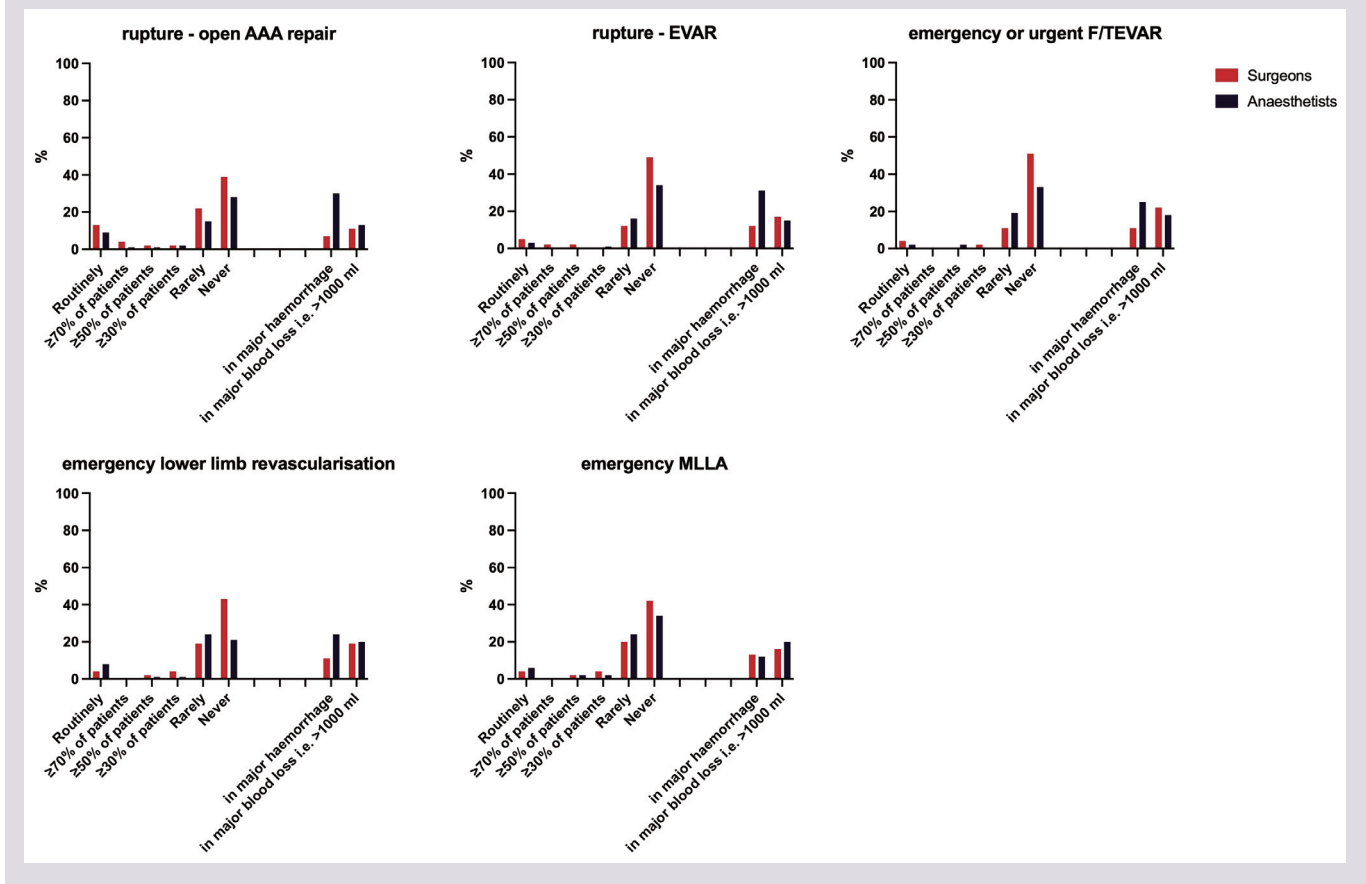 rupture - open AAA repair
%
100
80
60
40
20
0
Routinely
≥70% of patients
≥50% of patients
≥30% of patients
Rarely
Never
in major haemorrhage
in major blood loss i.e. >1000 ml
rupture - EVAR
%
100
80
60
40
20
0
Routinely
≥70% of patients
≥50% of patients
≥30% of patients
Rarely
Never
in major haemorrhage
in major blood loss i.e. >1000 ml
emergency or urgent F/TEVAR
%
100
80
60
40
20
0
Routinely
≥70% of patients
≥50% of patients
≥30% of patients
Rarely
Never
in major haemorrhage
in major blood loss i.e. >1000 ml
Surgeons
Anaesthetists
emergency lower limb revascularisation
%
100
80
60
40
20
0
Routinely
≥70% of patients
≥50% of patients
≥30% of patients
Rarely
Never
in major haemorrhage
in major blood loss i.e. >1000 ml
emergency MLLA
%
100
80
60
40
20
0
Routinely
≥70% of patients
≥50% of patients
≥30% of patients
Rarely
Never
in major haemorrhage
in major blood loss i.e. >1000 ml